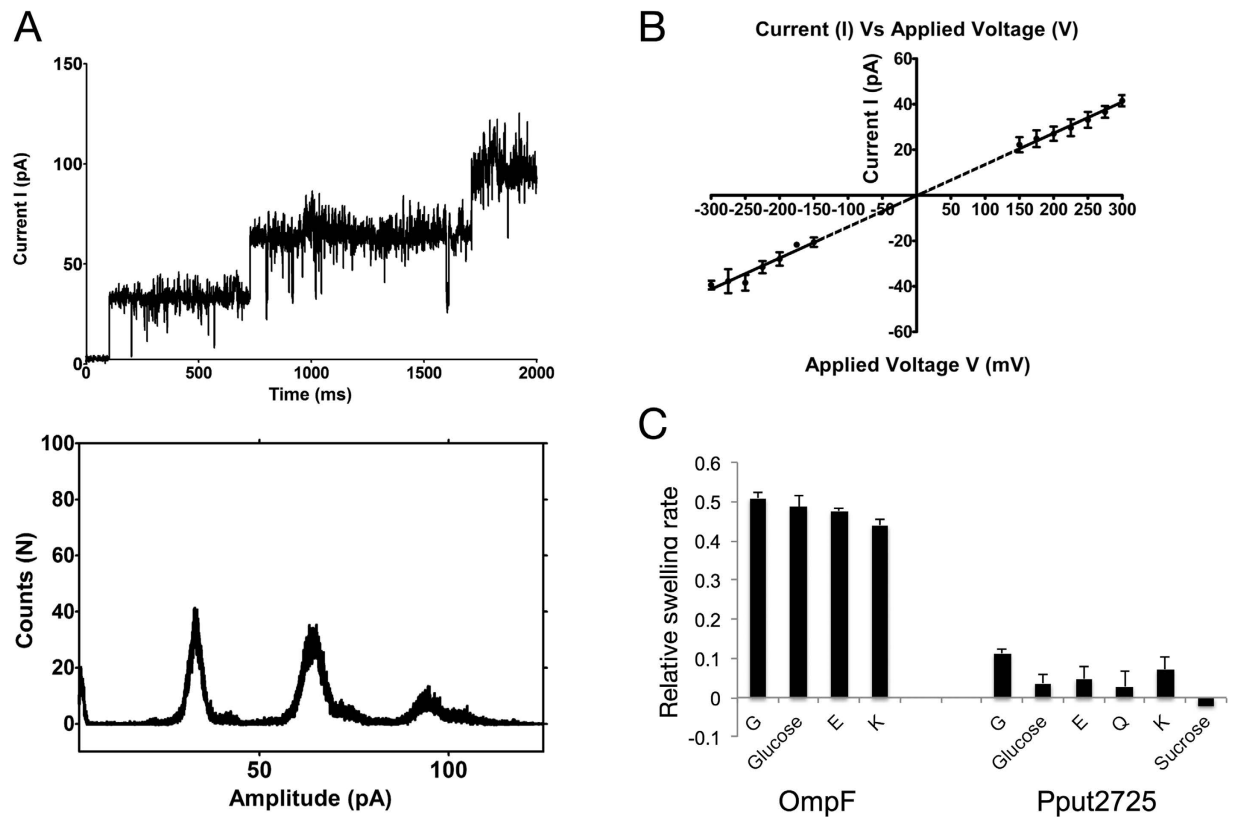 A
150
100
50
0
Current I (pA)
0
500
1000
1500
2000
Time (ms)
100
80
60
40
20
0
Counts (N)
50
100
Amplitude (pA)
B
Current (I) Vs Applied Voltage (V)
60
40
20
-20
-40
-60
Current I (pA)
-300-250-200-150-100 -50
50 100 150 200 250 300
Applied Voltage V (mV)
C
0.6
0.5
0.4
0.3
0.2
0.1
0
-0.1
Relative swelling rate
G
Glucose
E
K
G
Glucose
E
Q
K
Sucrose
OmpF
Pput2725